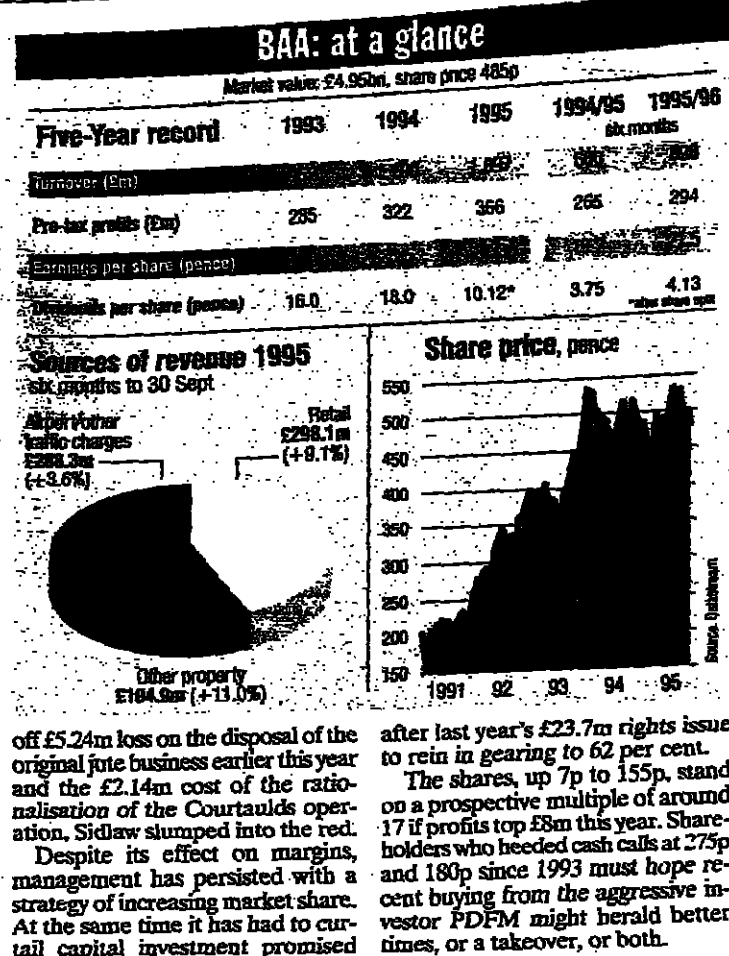 BAA: at a glance
Market value: £4.95bn, share price 485p
Five-Year record 1993 1994 1995 1994/95 1995/96
six months
Turnover (£m)
Pre-tax profits (£m) 285 322 366 265 294
Earnings per share (pence)
Dividends per share (pence) 16.0 18.0 10.12* 3.75 4.13
*after share split
Sources of revenue 1995
six months to 30 Sept
Airport/other
traffic charges
£288.3m
(+3.6%)
Retail
£298.1m
(+9.1%)
Other property
£194.9m (+11.0%)
Share price, pence
550
500
450
400
350
300
250
200
150
1991 92 93 94 95
Source: Datastream
off £5.24m loss on the disposal of the
original jute business earlier this year
and the £2.14m cost of the ratio-
nalisation of the Courtaulds oper-
ation, Sidlaw slumped into the red.
Despite its effect on margins,
management has persisted with a
strategy of increasing market share.
At the same time it has had to cur-
tail capital investment promised
after last year's £23.7m rights issue
to rein in gearing to 62 per cent.
The shares, up 7p to 155p, stand
on a prospective multiple of around
17 if profits top £8m this year. Share-
holders who heeded cash calls at 275p
and 180p since 1993 must hope re-
cent buying from the aggressive in-
vestor PDFM might herald better
times, or a takeover, or both.